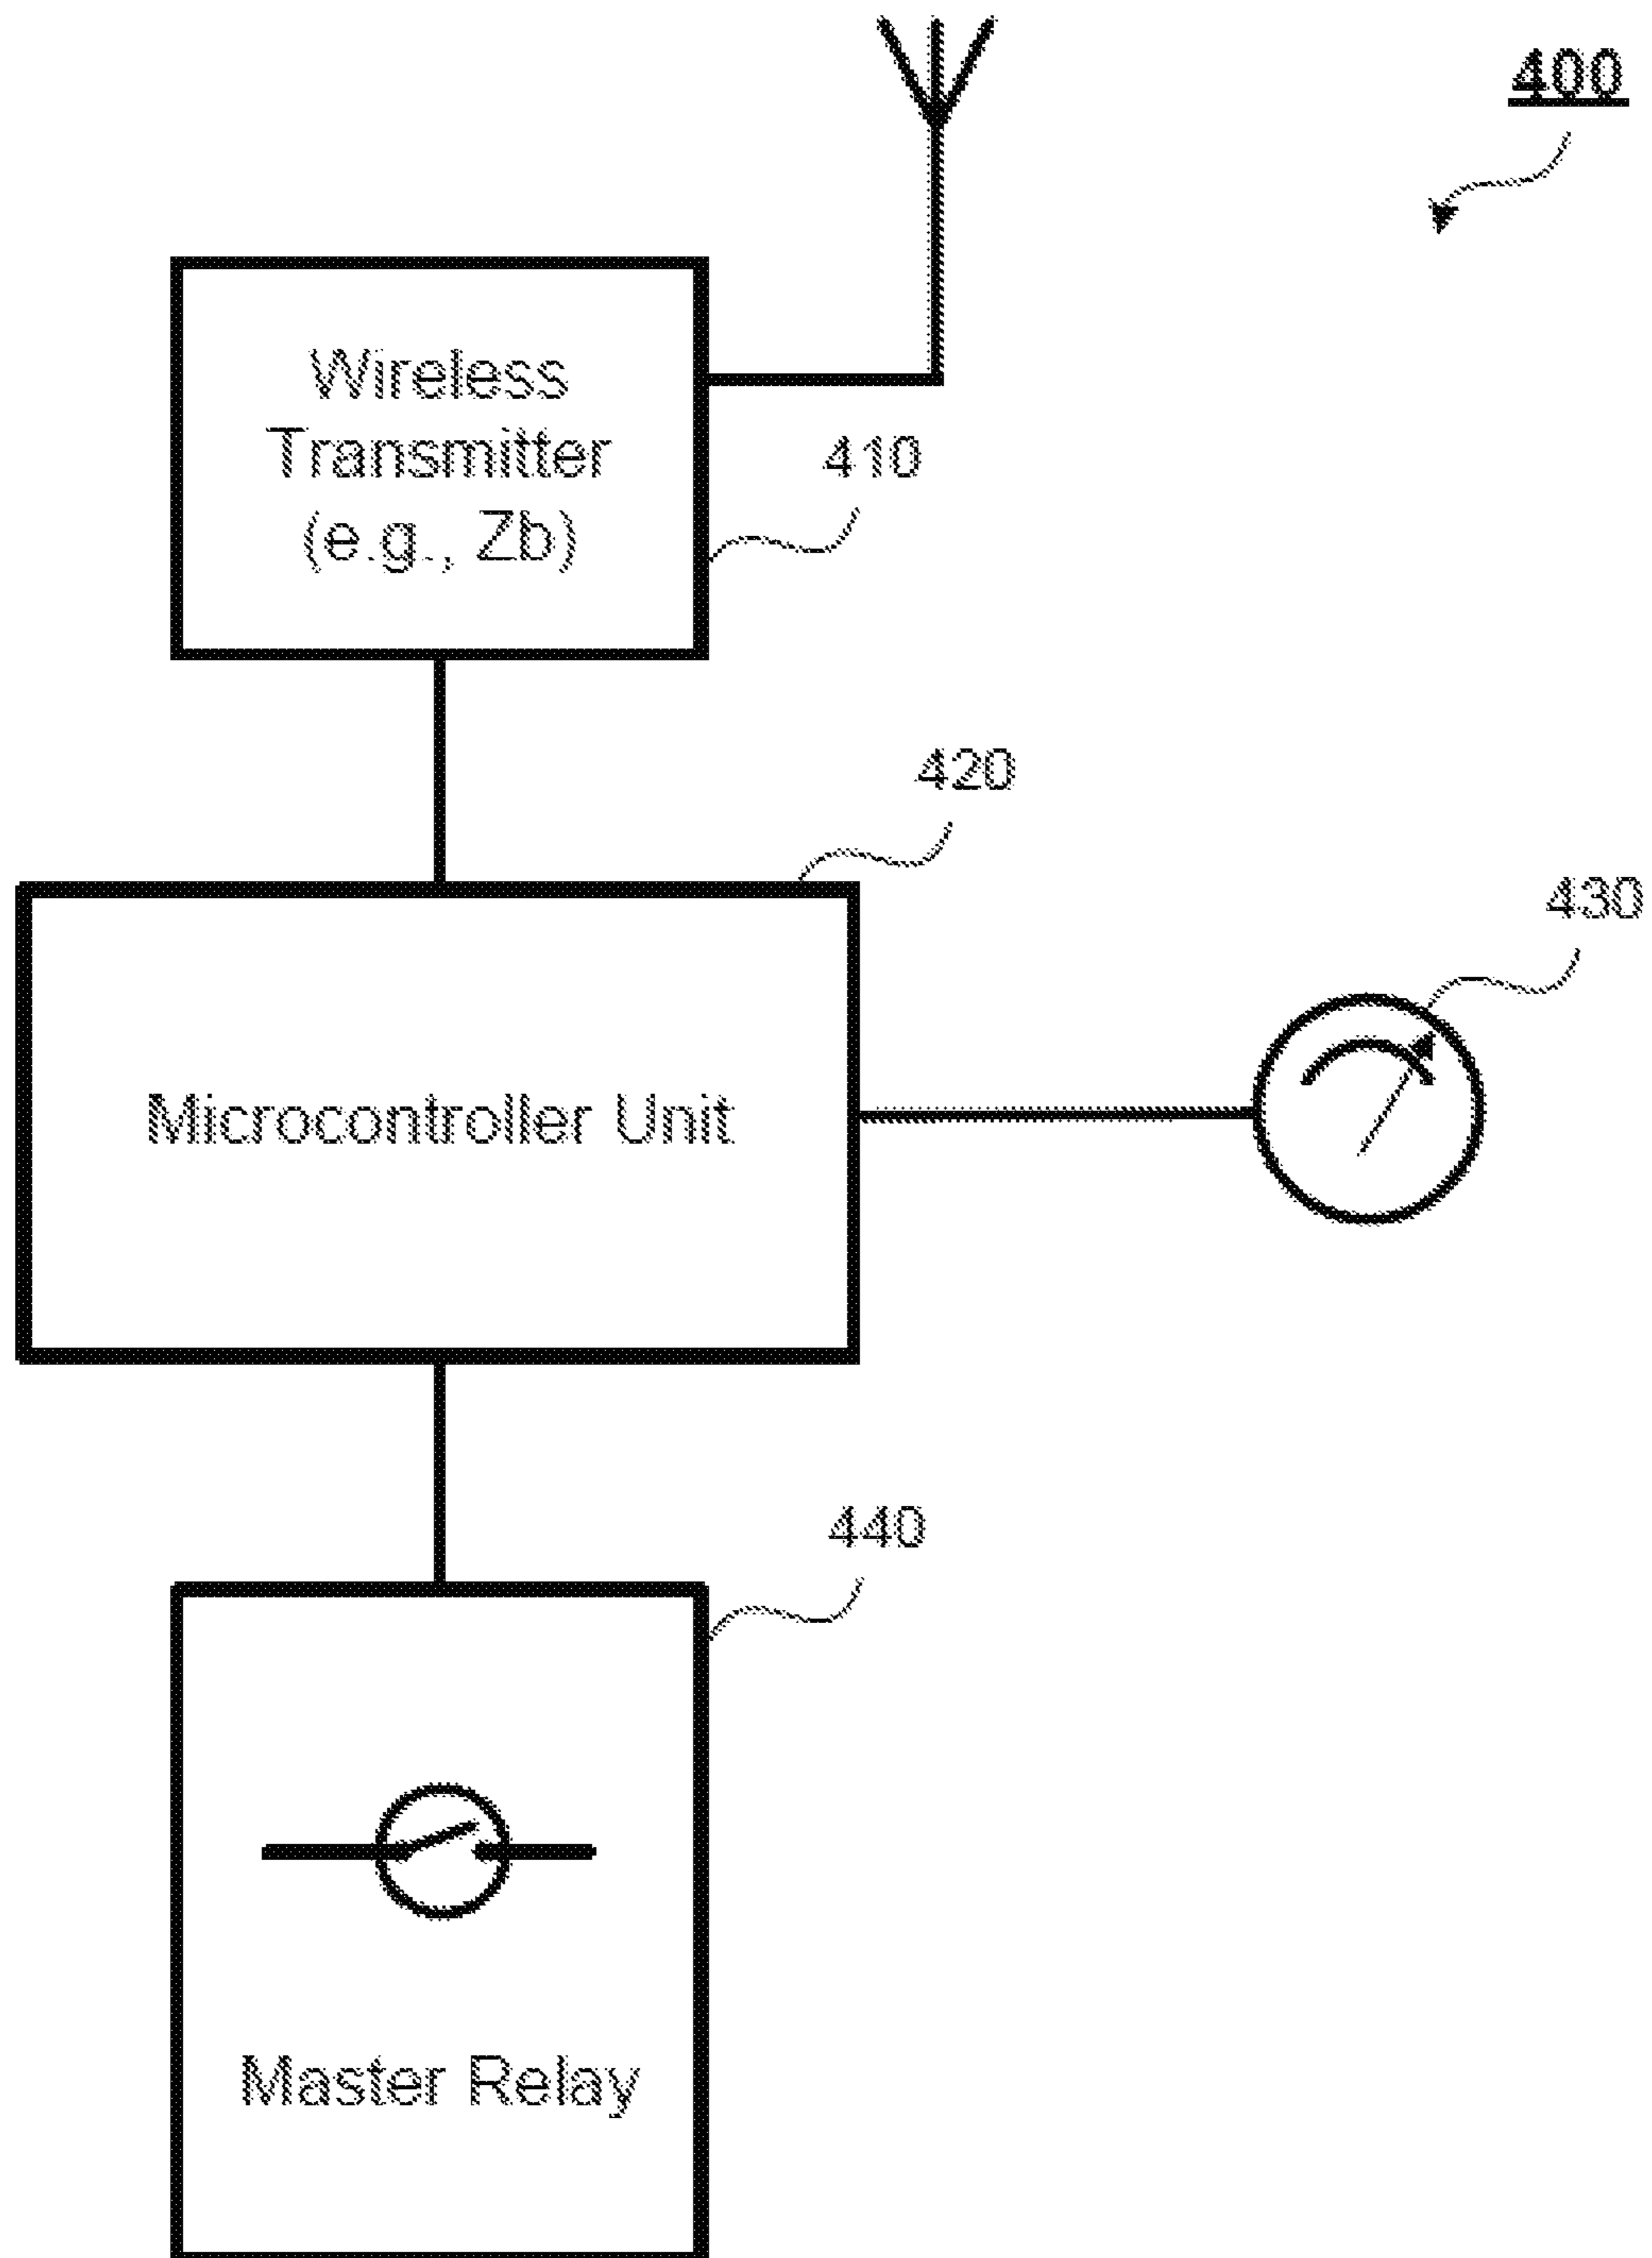 400
Wireless
Transmitter
(e.g., Zb)
410
420
430
Microcontroller Unit
440
Master Relay